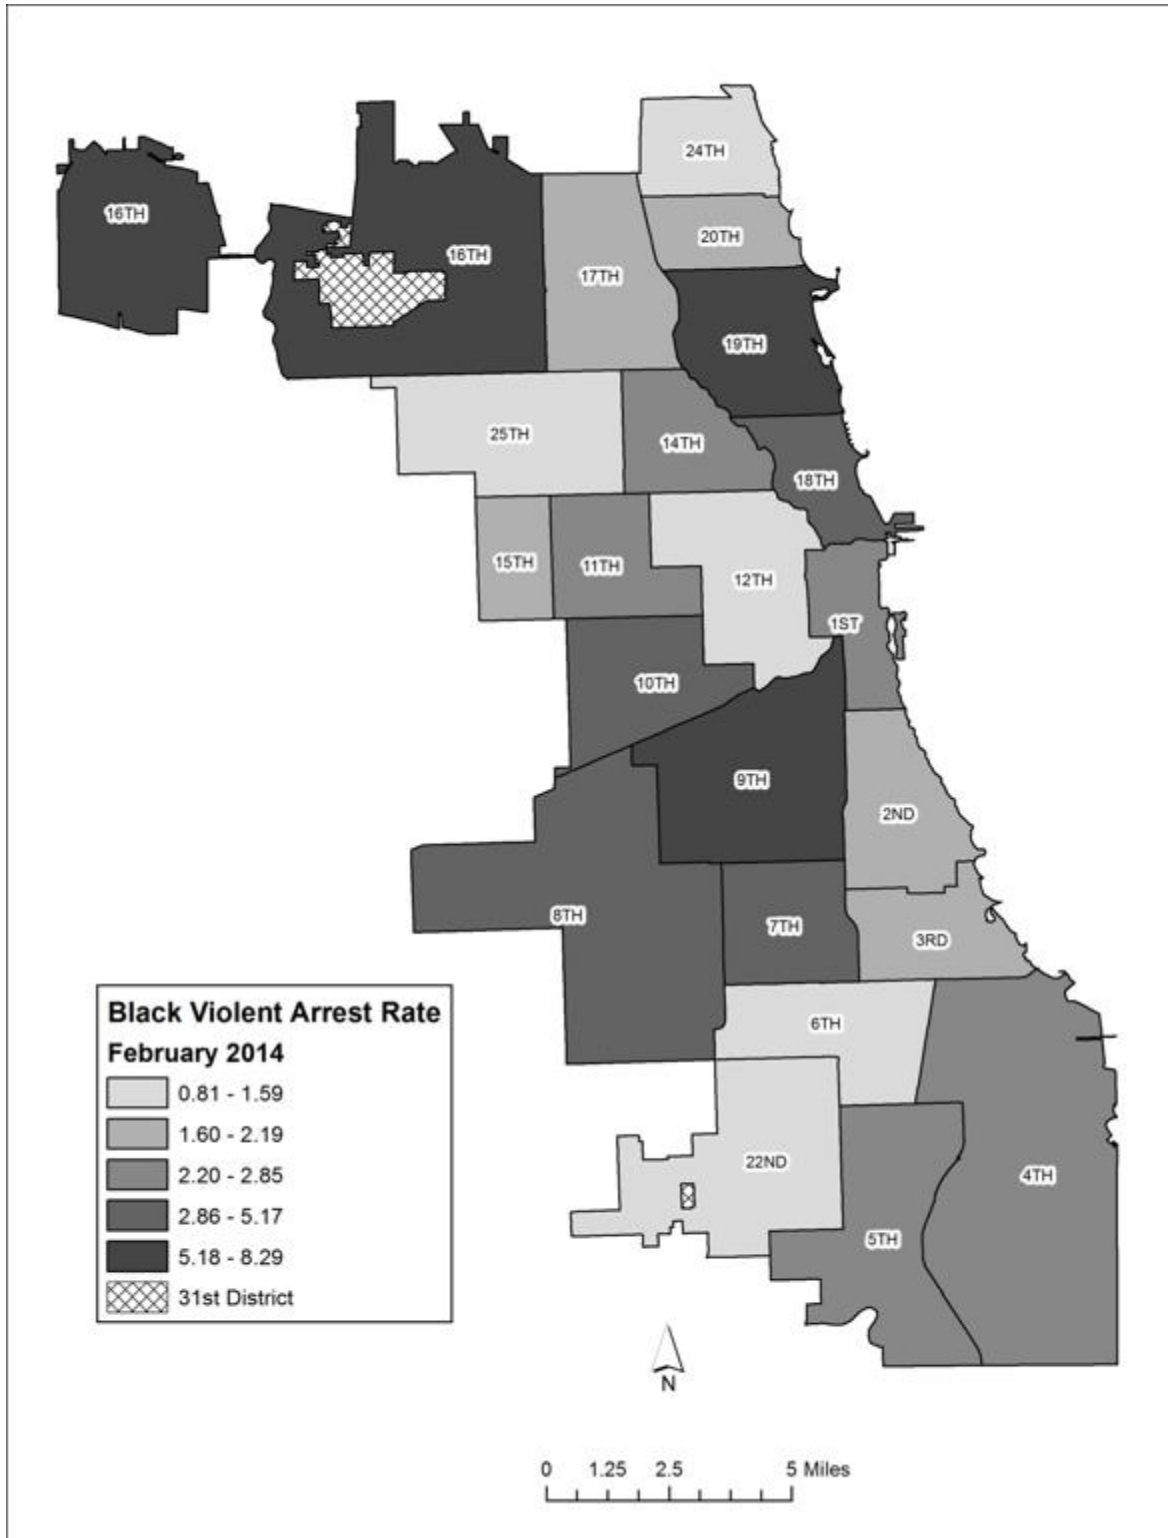 24TH
16TH
20TH
16TH
17TH
19TH
25TH
14TH
18TH
15TH
11TH
12TH
1ST
10TH
9TH
2ND
8TH
7TH
3RD
6TH
22ND
4TH
5TH
Black Violent Arrest Rate
February 2014
0.81 - 1.59
1.60 - 2.19
2.20 - 2.85
2.86 - 5.17
5.18 - 8.29
31st District
N
0 1.25 2.5 5 Miles